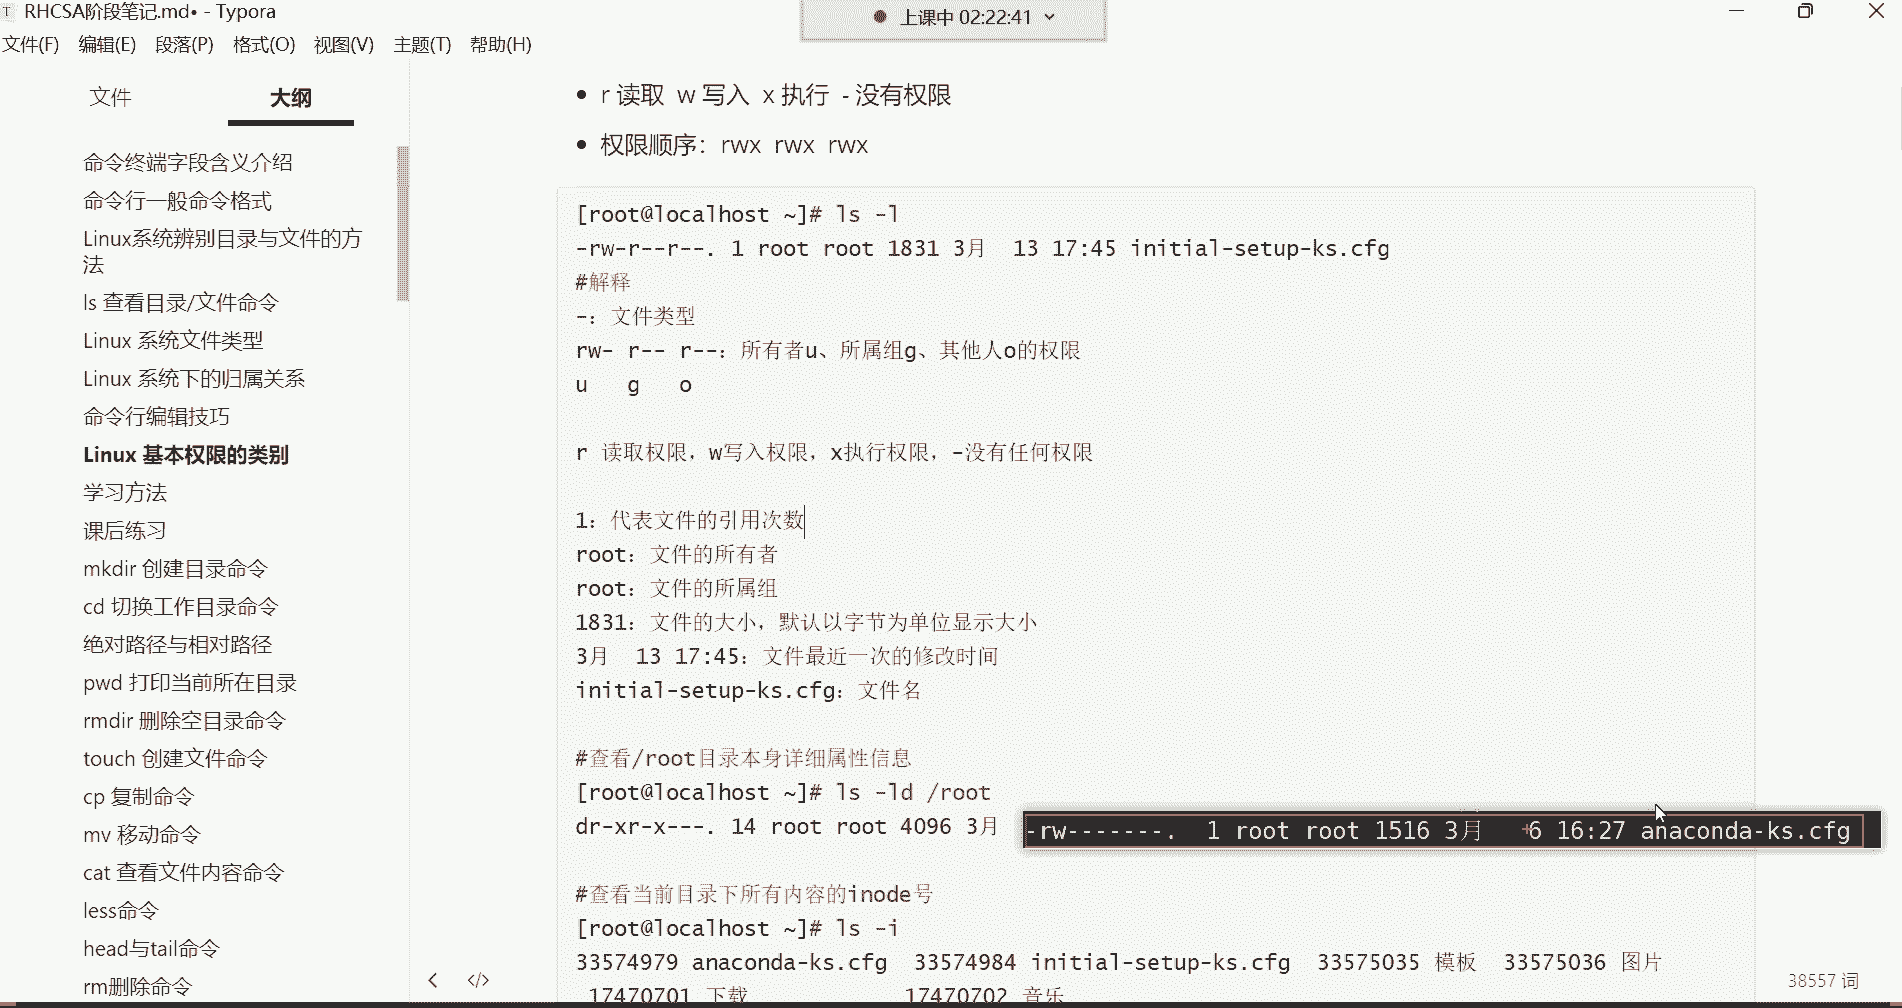 RHCSA阶段笔记.md• - Typora
上课中 02:22:41
文件(F) 编辑(E) 段落(P) 格式(O) 视图(V) 主题(T) 帮助(H)
文件 大纲
命令终端字段含义介绍
命令行一般命令格式
Linux系统辨别目录与文件的方
法
ls 查看目录/文件命令
Linux 系统文件类型
Linux 系统下的归属关系
命令行编辑技巧
Linux 基本权限的类别
学习方法
课后练习
mkdir 创建目录命令
cd 切换工作目录命令
绝对路径与相对路径
pwd 打印当前所在目录
rmdir 删除空目录命令
touch 创建文件命令
cp 复制命令
mv 移动命令
cat 查看文件内容命令
less命令
head与tail命令
rm删除命令
• r 读取 w 写入 x 执行 - 没有权限
• 权限顺序：rwx rwx rwx
[root@localhost ~]# ls -l
-rw-r--r--. 1 root root 1831 3月  13 17:45 initial-setup-ks.cfg
#解释
-：文件类型
rw- r-- r--：所有者u、所属组g、其他人o的权限
u   g   o
r 读取权限，w写入权限，x执行权限，-没有任何权限
1：代表文件的引用次数
root：文件的所有者
root：文件的所属组
1831：文件的大小，默认以字节为单位显示大小
3月  13 17:45：文件最近一次的修改时间
initial-setup-ks.cfg：文件名
#查看/root目录本身详细属性信息
[root@localhost ~]# ls -ld /root
dr-xr-x---. 14 root root 4096 3月
-rw-------.  1 root root 1516 3月   6 16:27 anaconda-ks.cfg
#查看当前目录下所有内容的inode号
[root@localhost ~]# ls -i
33574979 anaconda-ks.cfg  33574984 initial-setup-ks.cfg  33575035 模板  33575036 图片
17470701 下载  17470702 音乐
38557 词